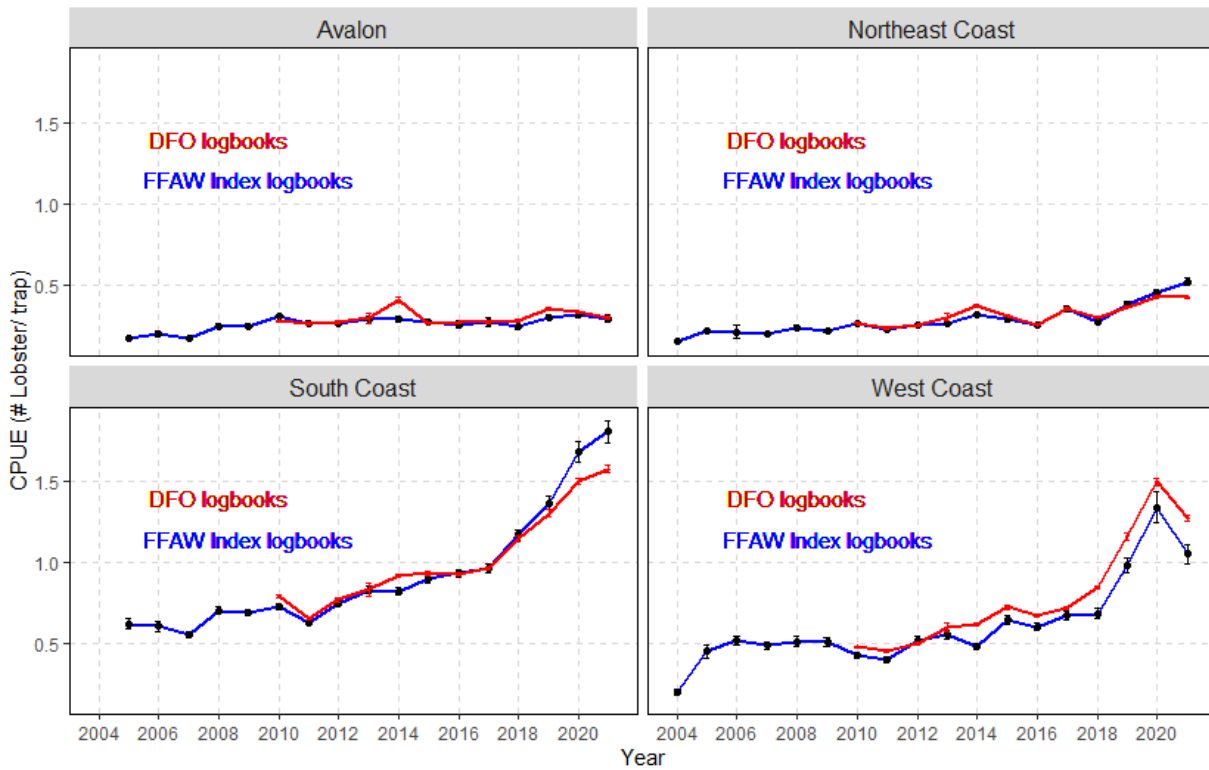 Avalon
Northeast Coast
1.5
1.0
0.5
DFO logbooks
FFAW Index logbooks
DFO logbooks
FFAW Index logbooks
South Coast
West Coast
CPUE (# Lobster/ trap)
1.5
1.0
0.5
DFO logbooks
FFAW Index logbooks
DFO logbooks
FFAW Index logbooks
2004 2006 2008 2010 2012 2014 2016 2018 2020
2004 2006 2008 2010 2012 2014 2016 2018 2020
Year